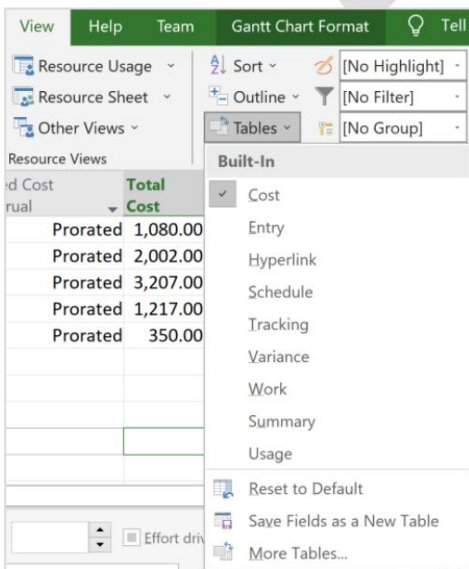 View Help Team Gantt Chart Format Tell
Resource Usage Sort [No Highlight]
Resource Sheet Outline [No Filter]
Other Views Tables [No Group]
Resource Views Built-In
ed Cost Total
rual Cost
Prorated 1,080.00
Prorated 2,002.00
Prorated 3,207.00
Prorated 1,217.00
Prorated 350.00
Cost
Entry
Hyperlink
Schedule
Tracking
Variance
Work
Summary
Usage
Reset to Default
Save Fields as a New Table
More Tables...
Effort driv